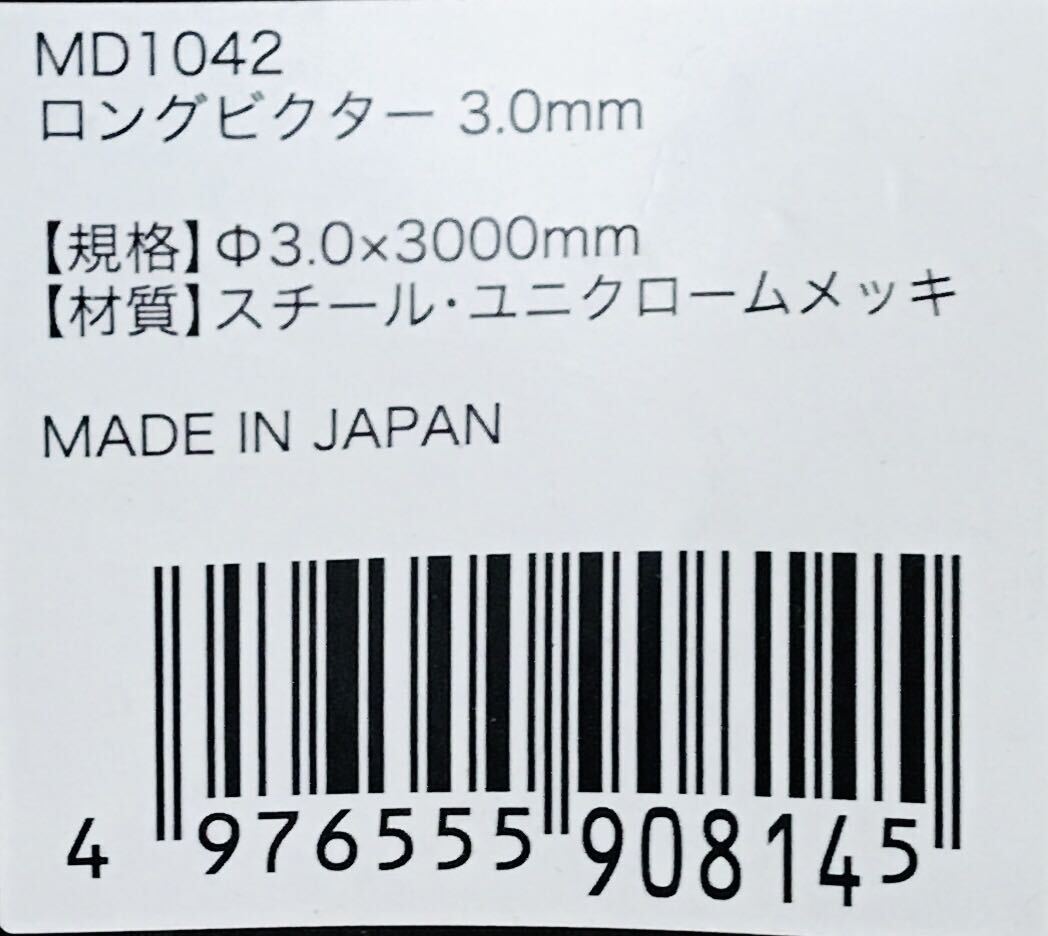 MD1042
ロングビクター 3.0mm
【規格】Φ3.0×3000mm
【材質】スチール・ユニクロームメッキ
MADE IN JAPAN
4 976555 908145